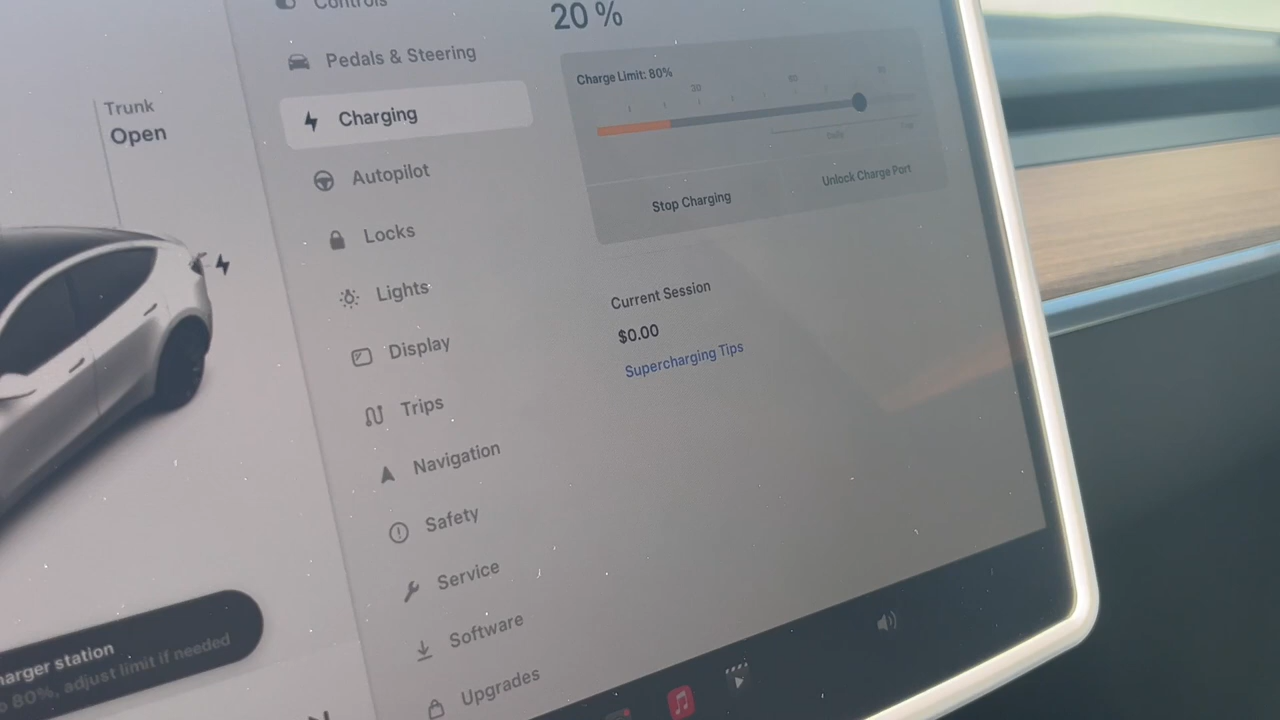 Controls
20 %
Pedals & Steering
Charge Limit: 80%
Trunk
Open
Charging
Autopilot
Stop Charging
Unlock Charge Port
Locks
Lights
Current Session
$0.00
Display
Supercharging Tips
Trips
Navigation
Safety
Service
Software
harger station
80%, adjust limit if needed
Upgrades